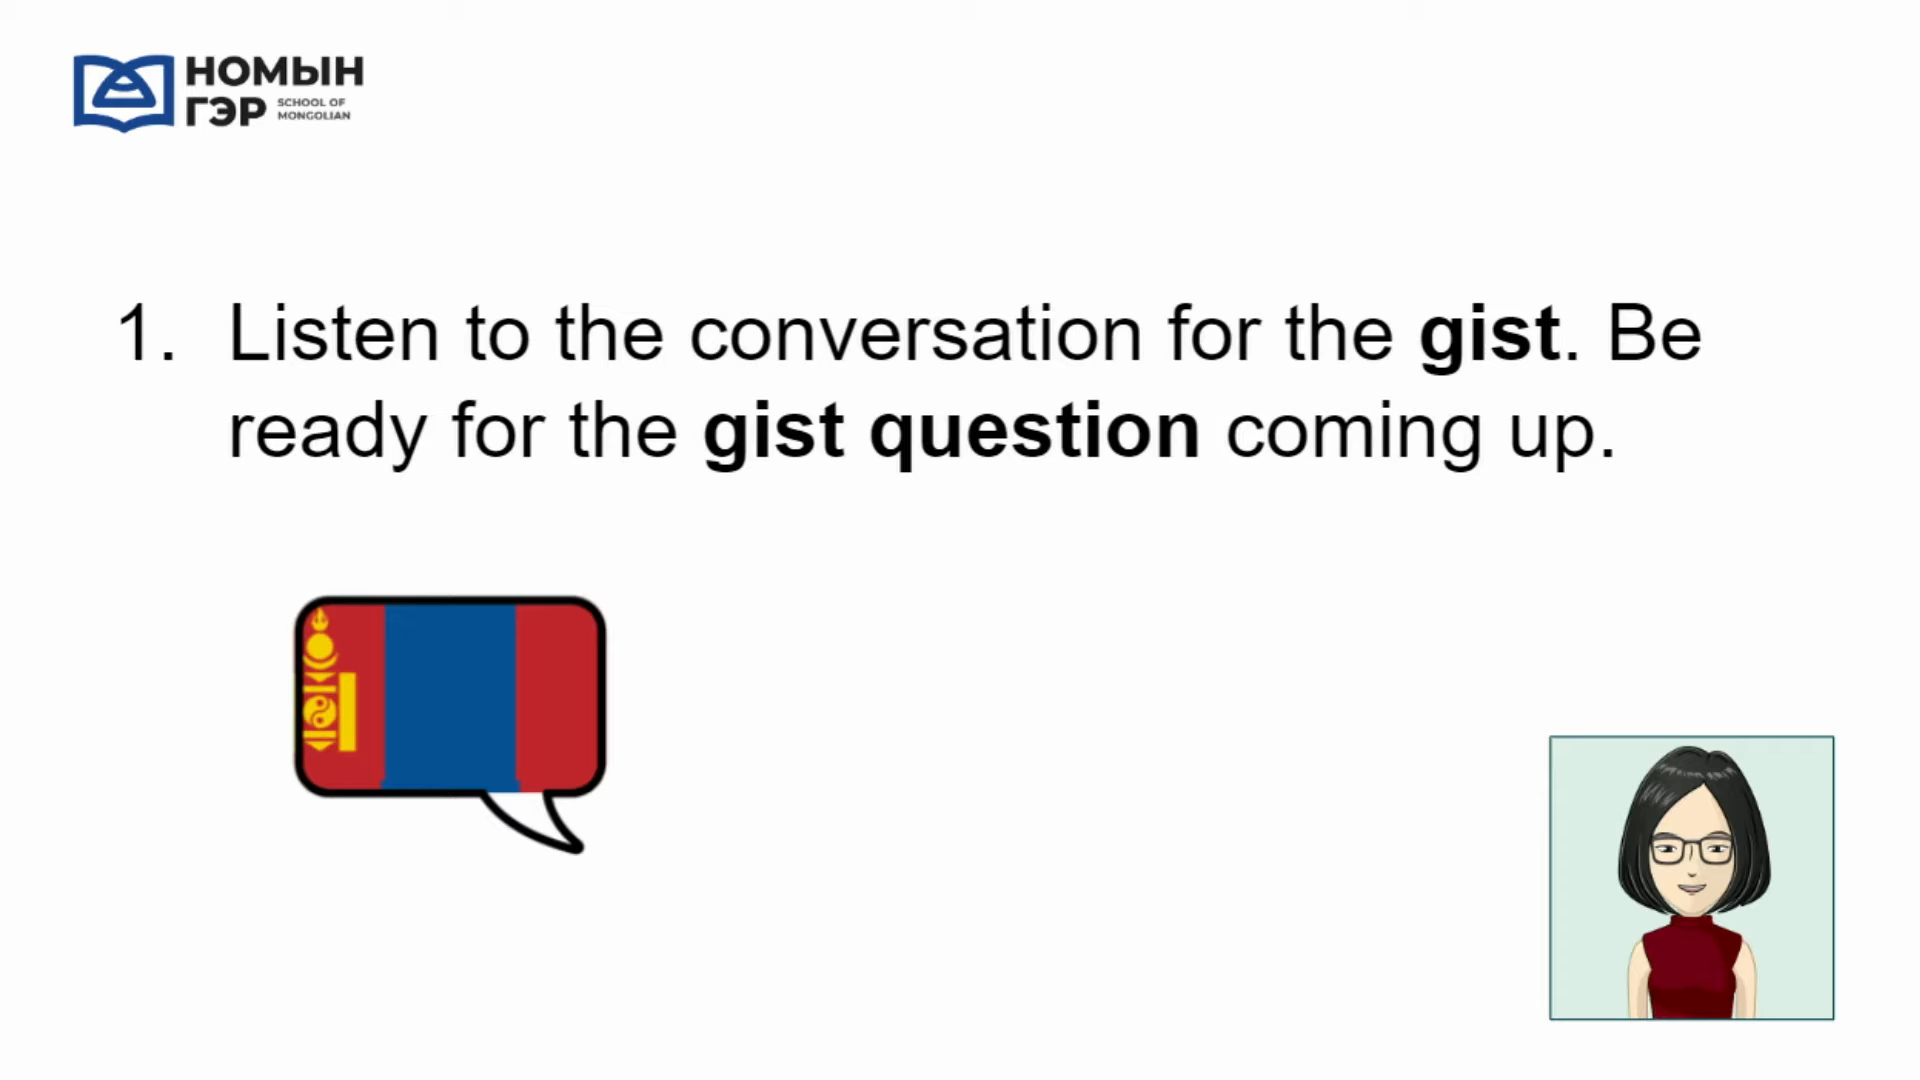 НОМЫН
ГЭР SCHOOL OF
MONGOLIAN
1. Listen to the conversation for the gist. Be
ready for the gist question coming up.